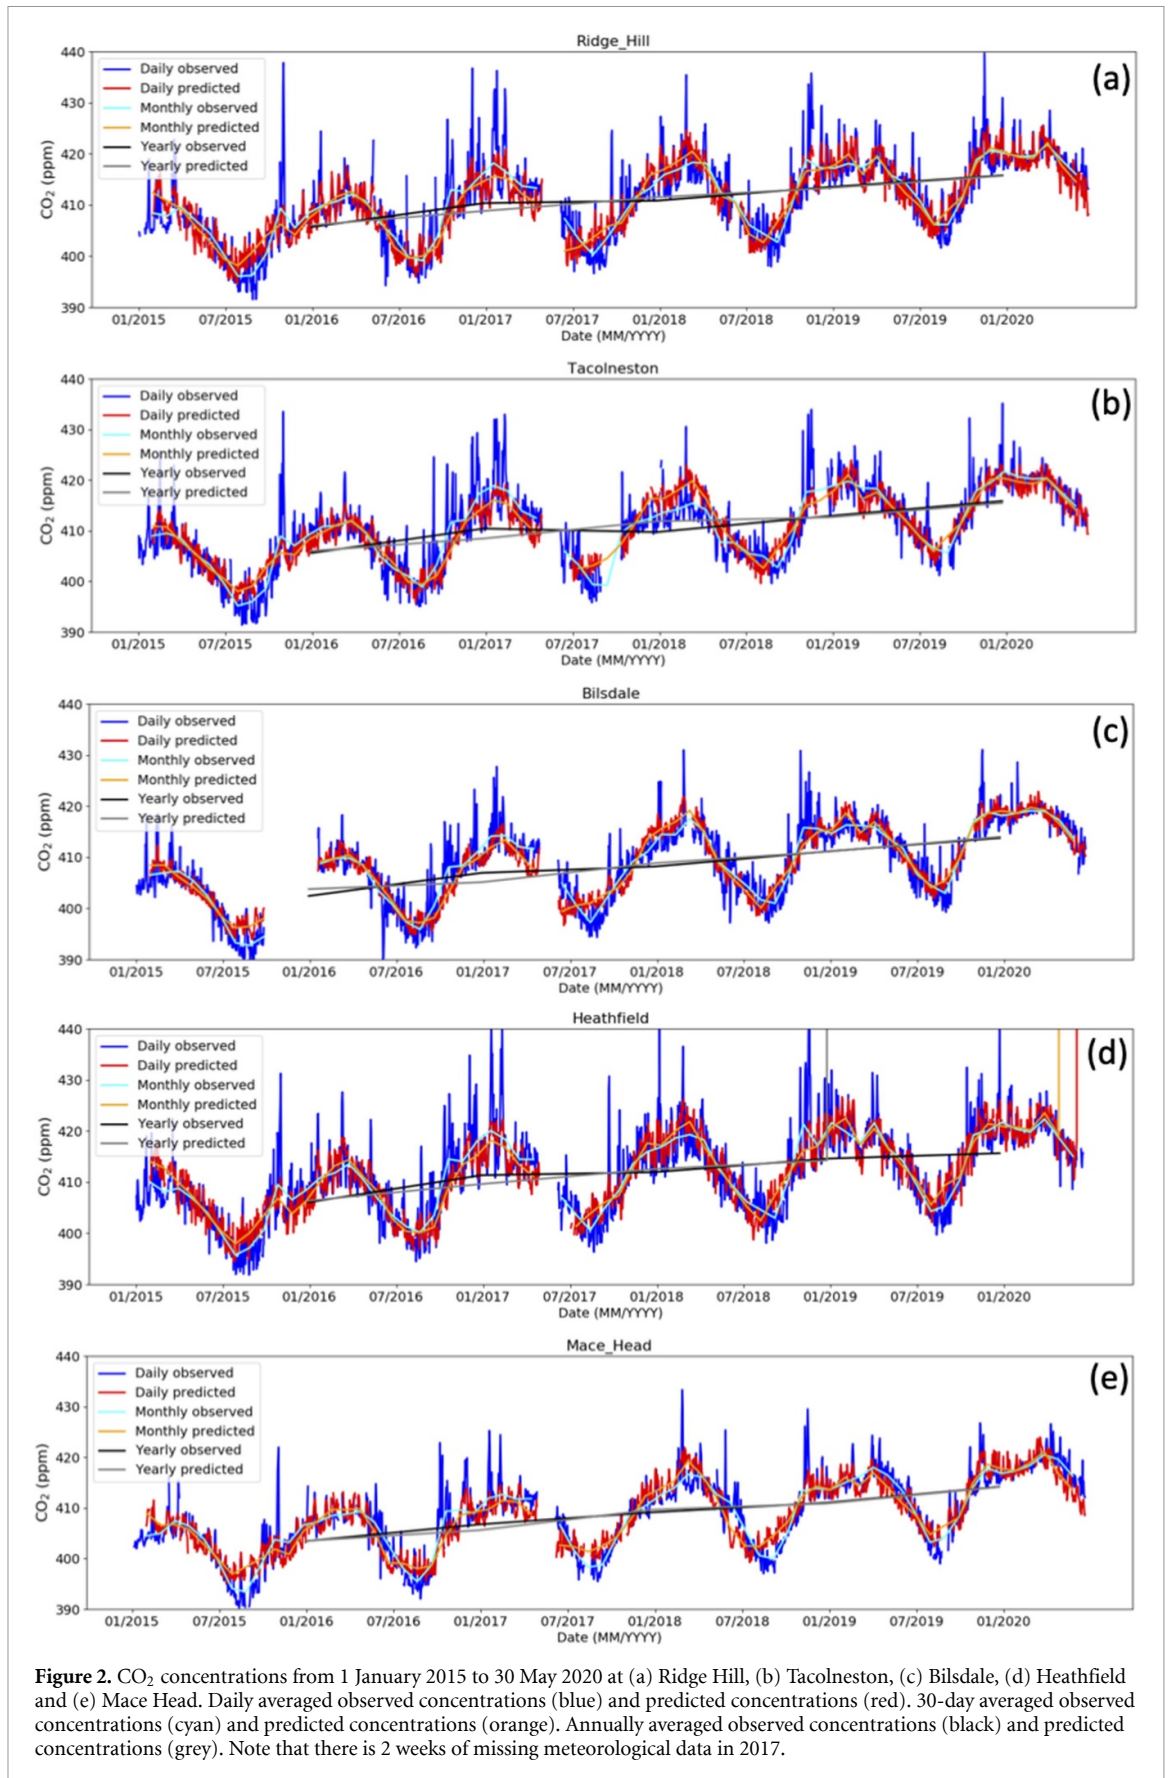 Ridge_Hill
(a)
440
430
420
410
400
390
CO₂ (ppm)
Daily observed
Daily predicted
Monthly observed
Monthly predicted
Yearly observed
Yearly predicted
01/2015 07/2015 01/2016 07/2016 01/2017 07/2017 01/2018 07/2018 01/2019 07/2019 01/2020
Date (MM/YYYY)
Tacolneston
(b)
440
430
420
410
400
390
CO₂ (ppm)
Daily observed
Daily predicted
Monthly observed
Monthly predicted
Yearly observed
Yearly predicted
01/2015 07/2015 01/2016 07/2016 01/2017 07/2017 01/2018 07/2018 01/2019 07/2019 01/2020
Date (MM/YYYY)
Bilsdale
(c)
440
430
420
410
400
390
CO₂ (ppm)
Daily observed
Daily predicted
Monthly observed
Monthly predicted
Yearly observed
Yearly predicted
01/2015 07/2015 01/2016 07/2016 01/2017 07/2017 01/2018 07/2018 01/2019 07/2019 01/2020
Date (MM/YYYY)
Heathfield
(d)
440
430
420
410
400
390
CO₂ (ppm)
Daily observed
Daily predicted
Monthly observed
Monthly predicted
Yearly observed
Yearly predicted
01/2015 07/2015 01/2016 07/2016 01/2017 07/2017 01/2018 07/2018 01/2019 07/2019 01/2020
Date (MM/YYYY)
Mace_Head
(e)
440
430
420
410
400
390
CO₂ (ppm)
Daily observed
Daily predicted
Monthly observed
Monthly predicted
Yearly observed
Yearly predicted
01/2015 07/2015 01/2016 07/2016 01/2017 07/2017 01/2018 07/2018 01/2019 07/2019 01/2020
Date (MM/YYYY)
Figure 2. CO₂ concentrations from 1 January 2015 to 30 May 2020 at (a) Ridge Hill, (b) Tacolneston, (c) Bilsdale, (d) Heathfield
and (e) Mace Head. Daily averaged observed concentrations (blue) and predicted concentrations (red). 30-day averaged observed
concentrations (cyan) and predicted concentrations (orange). Annually averaged observed concentrations (black) and predicted
concentrations (grey). Note that there is 2 weeks of missing meteorological data in 2017.